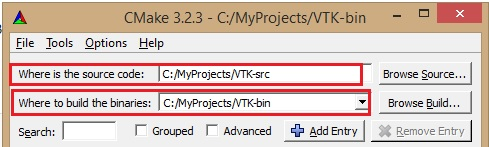 CMake 3.2.3 - C:/MyProjects/VTK-bin
File Tools Options Help
Where is the source code: C:/MyProjects/VTK-src Browse Source...
Where to build the binaries: C:/MyProjects/VTK-bin Browse Build...
Search: Grouped Advanced Add Entry Remove Entry